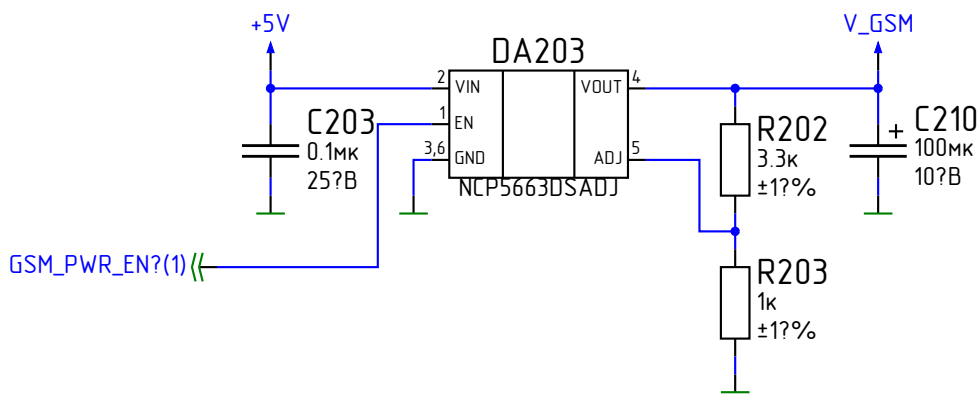 +5V
V_GSM
DA203
2
VIN
VOUT
4
C203
0.1мк
25?В
1
EN
R202
3.3к
±1?%
+
C210
100мк
10?В
3,6
GND
ADJ
5
NCP5663DSADJ
GSM_PWR_EN?(1)
R203
1к
±1?%